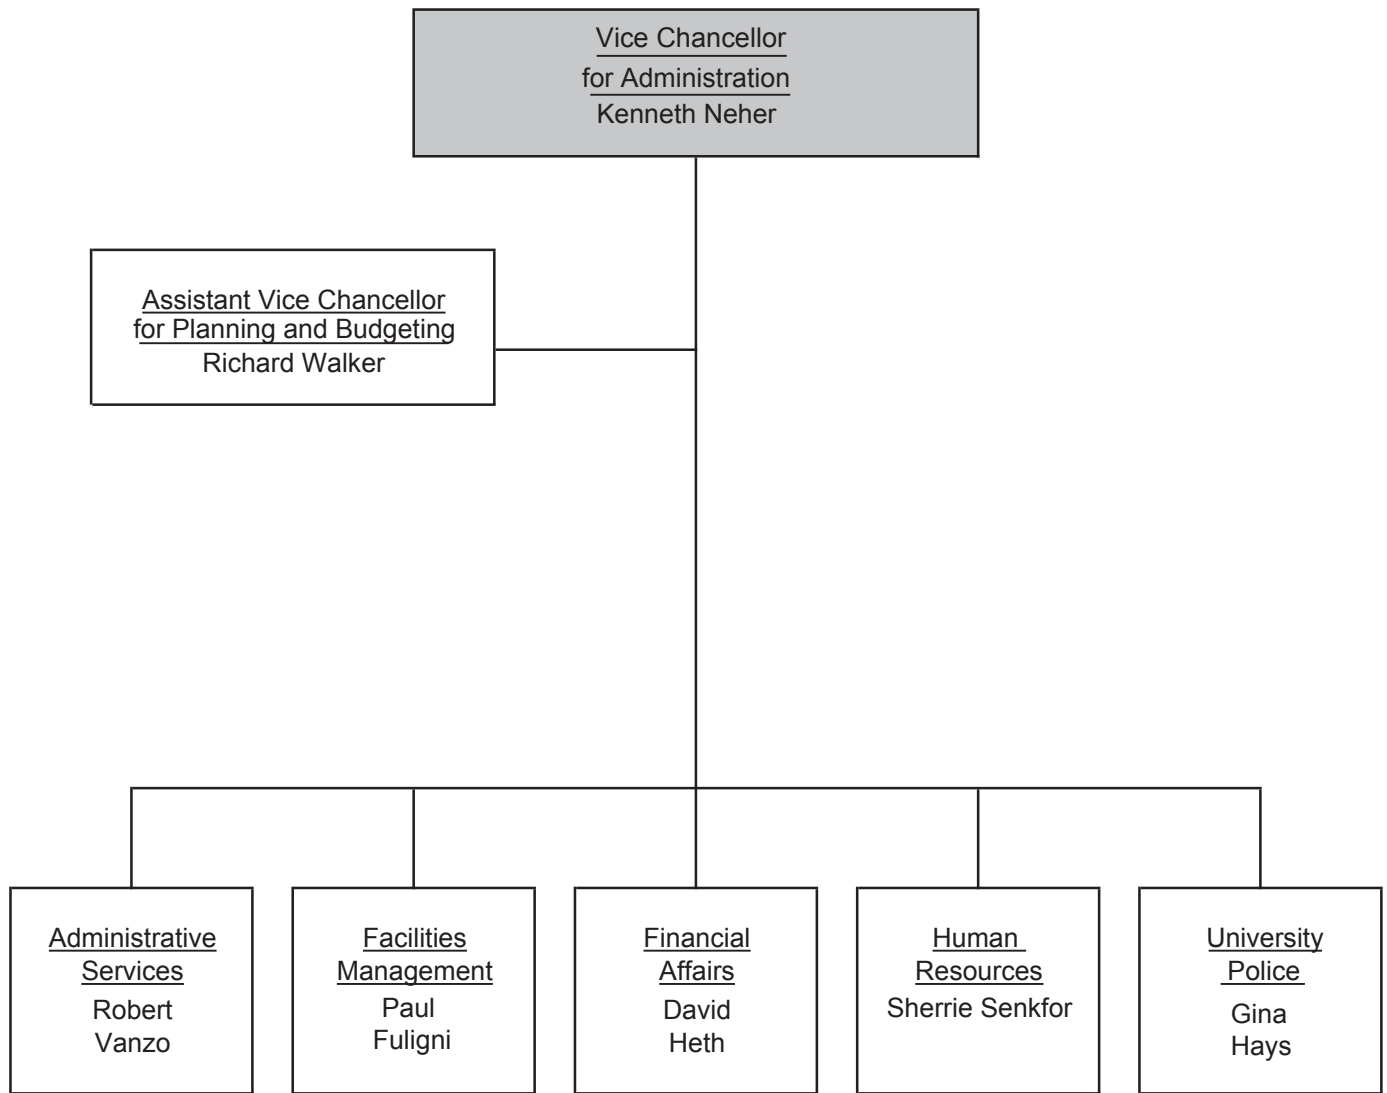 Vice Chancellor
for Administration
Kenneth Neher
Assistant Vice Chancellor
for Planning and Budgeting
Richard Walker
Administrative
Services
Robert
Vanzo
Facilities
Management
Paul
Fuligni
Financial
Affairs
David
Heth
Human
Resources
Sherrie Senkfor
University
Police
Gina
Hays